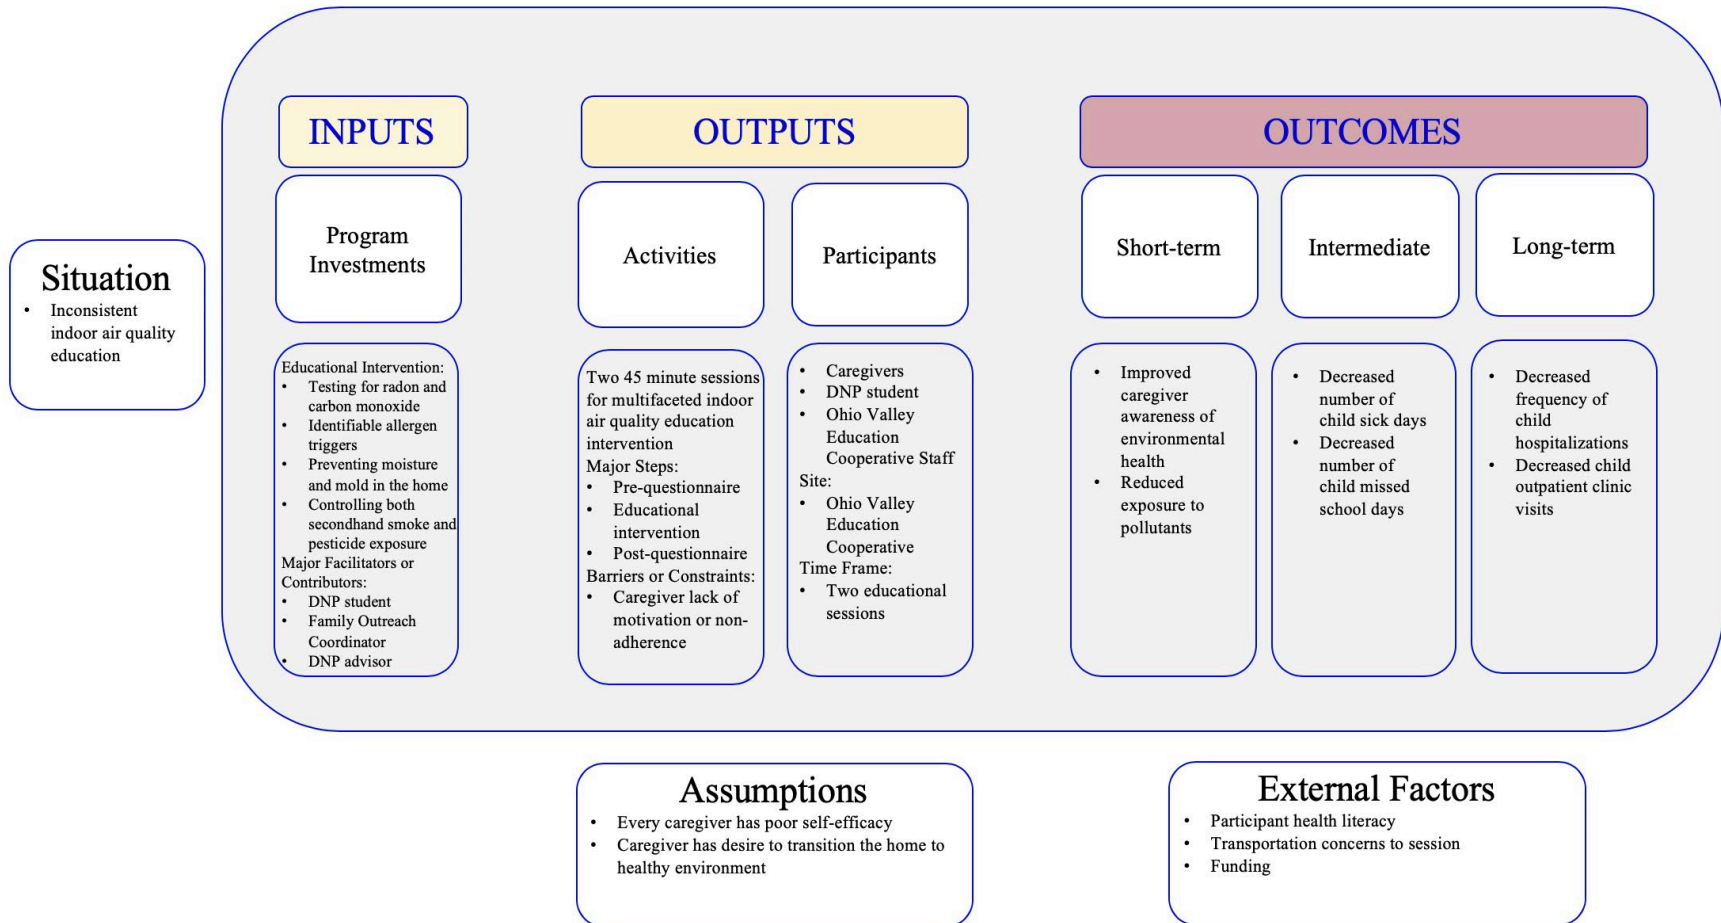 Situation
• Inconsistent
indoor air quality
education
INPUTS
Program
Investments
Educational Intervention:
• Testing for radon and
carbon monoxide
• Identifiable allergen
triggers
• Preventing moisture
and mold in the home
• Controlling both
secondhand smoke and
pesticide exposure
Major Facilitators or
Contributors:
• DNP student
• Family Outreach
Coordinator
• DNP advisor
OUTPUTS
Activities
Two 45 minute sessions
for multifaceted indoor
air quality education
intervention
Major Steps:
• Pre-questionnaire
• Educational
intervention
• Post-questionnaire
Barriers or Constraints:
• Caregiver lack of
motivation or non-
adherence
Participants
• Caregivers
• DNP student
• Ohio Valley
Education
Cooperative Staff
Site:
• Ohio Valley
Education
Cooperative
Time Frame:
• Two educational
sessions
OUTCOMES
Short-term
• Improved
caregiver
awareness of
environmental
health
• Reduced
exposure to
pollutants
Intermediate
• Decreased
number of
child sick days
• Decreased
number of
child missed
school days
Long-term
• Decreased
frequency of
child
hospitalizations
• Decreased child
outpatient clinic
visits
Assumptions
• Every caregiver has poor self-efficacy
• Caregiver has desire to transition the home to
healthy environment
External Factors
• Participant health literacy
• Transportation concerns to session
• Funding